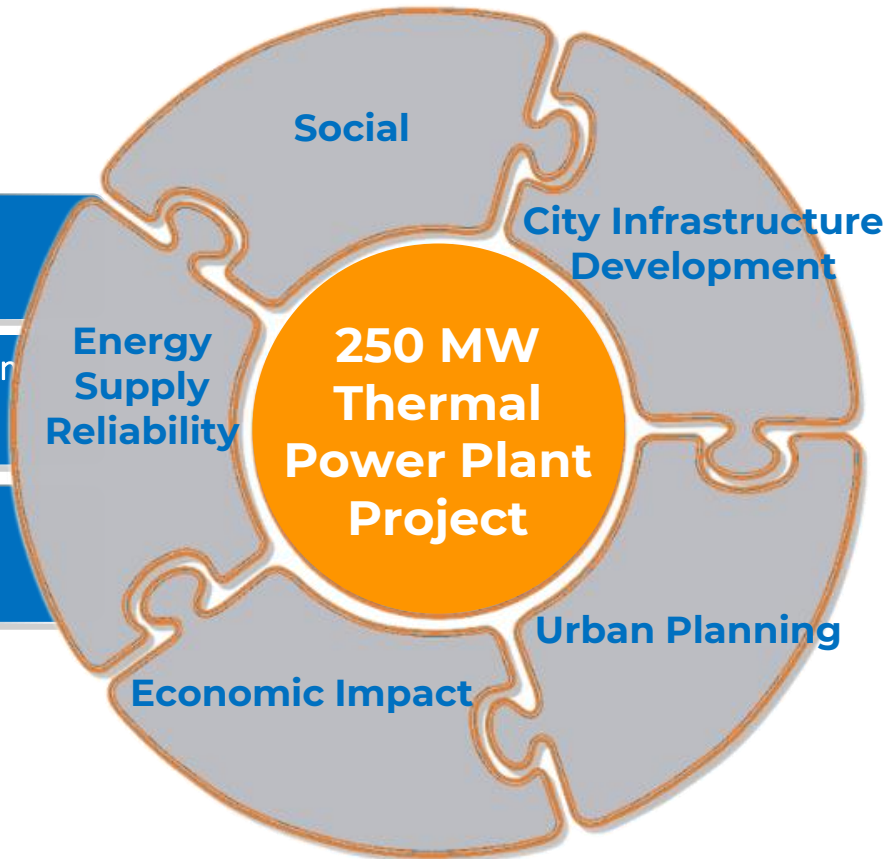 Social
City Infrastructure
Development
Energy
Supply
Reliability
250 MW
Thermal
Power Plant
Project
Urban Planning
Economic Impact